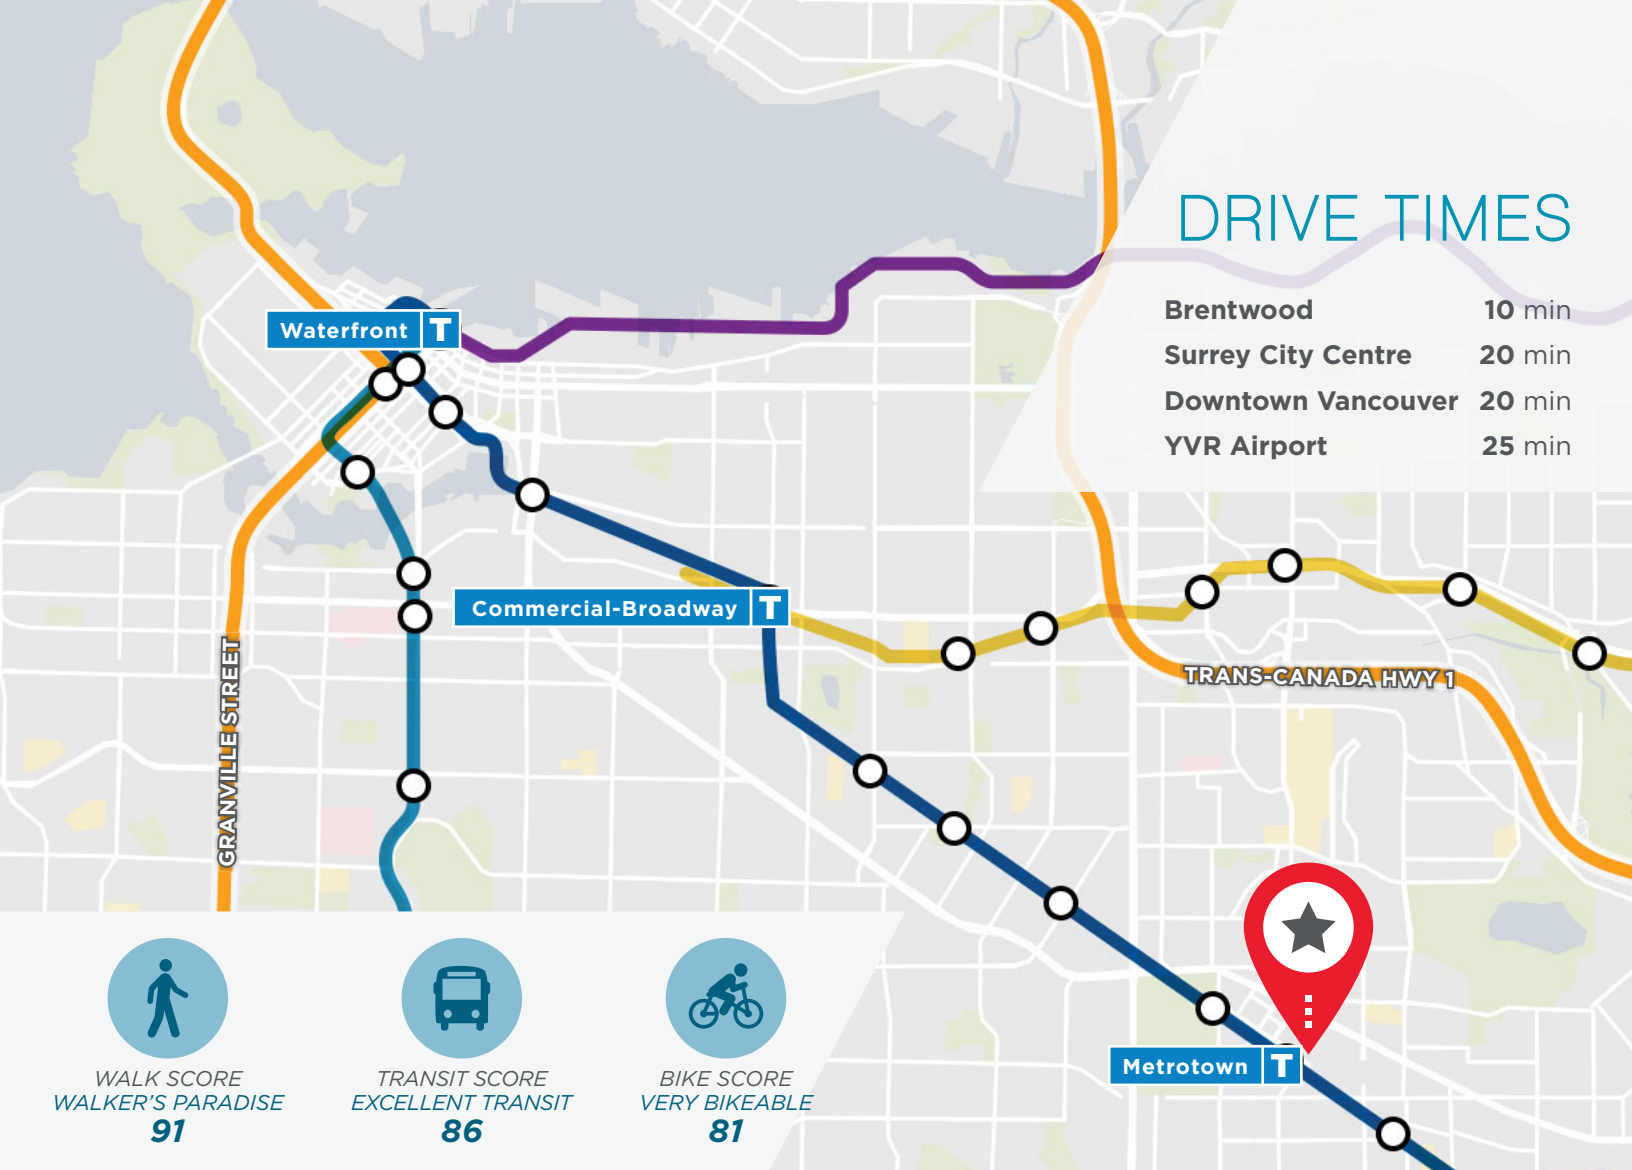 DRIVE TIMES
Brentwood 10 min
Surrey City Centre 20 min
Downtown Vancouver 20 min
YVR Airport 25 min
Waterfront T
Commercial-Broadway T
TRANS-CANADA HWY 1
GRANVILLE STREET
Metrotown T
WALK SCORE
WALKER'S PARADISE
91
TRANSIT SCORE
EXCELLENT TRANSIT
86
BIKE SCORE
VERY BIKEABLE
81